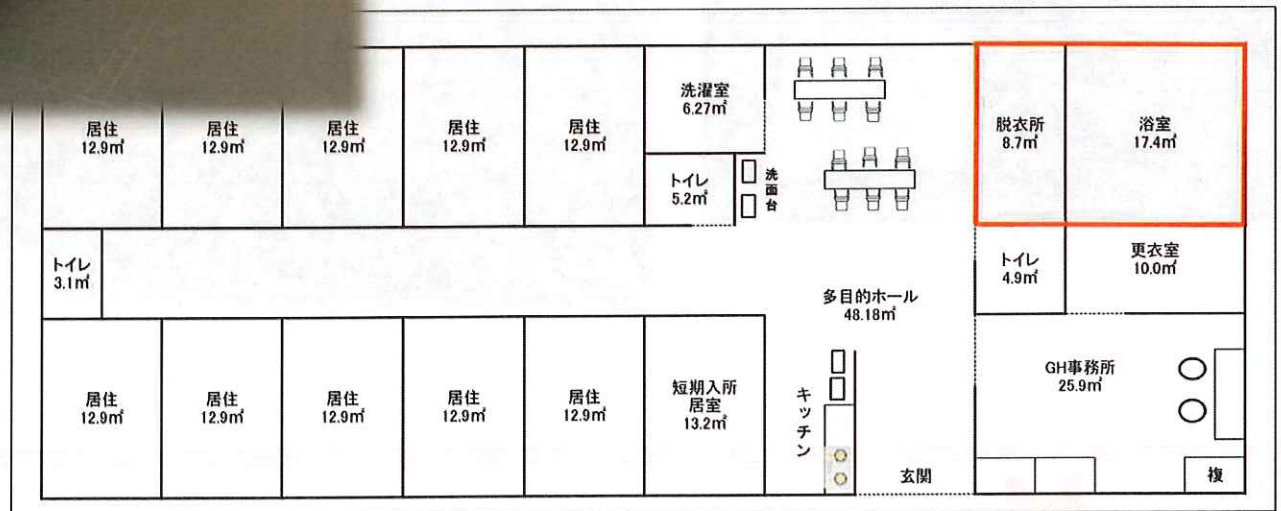 居住
12.9㎡
居住
12.9㎡
居住
12.9㎡
居住
12.9㎡
居住
12.9㎡
洗濯室
6.27㎡
トイレ
5.2㎡
洗面台
脱衣所
8.7㎡
浴室
17.4㎡
トイレ
3.1㎡
トイレ
4.9㎡
更衣室
10.0㎡
多目的ホール
48.18㎡
居住
12.9㎡
居住
12.9㎡
居住
12.9㎡
居住
12.9㎡
居住
12.9㎡
短期入所
居室
13.2㎡
キッチン
玄関
GH事務所
25.9㎡
複